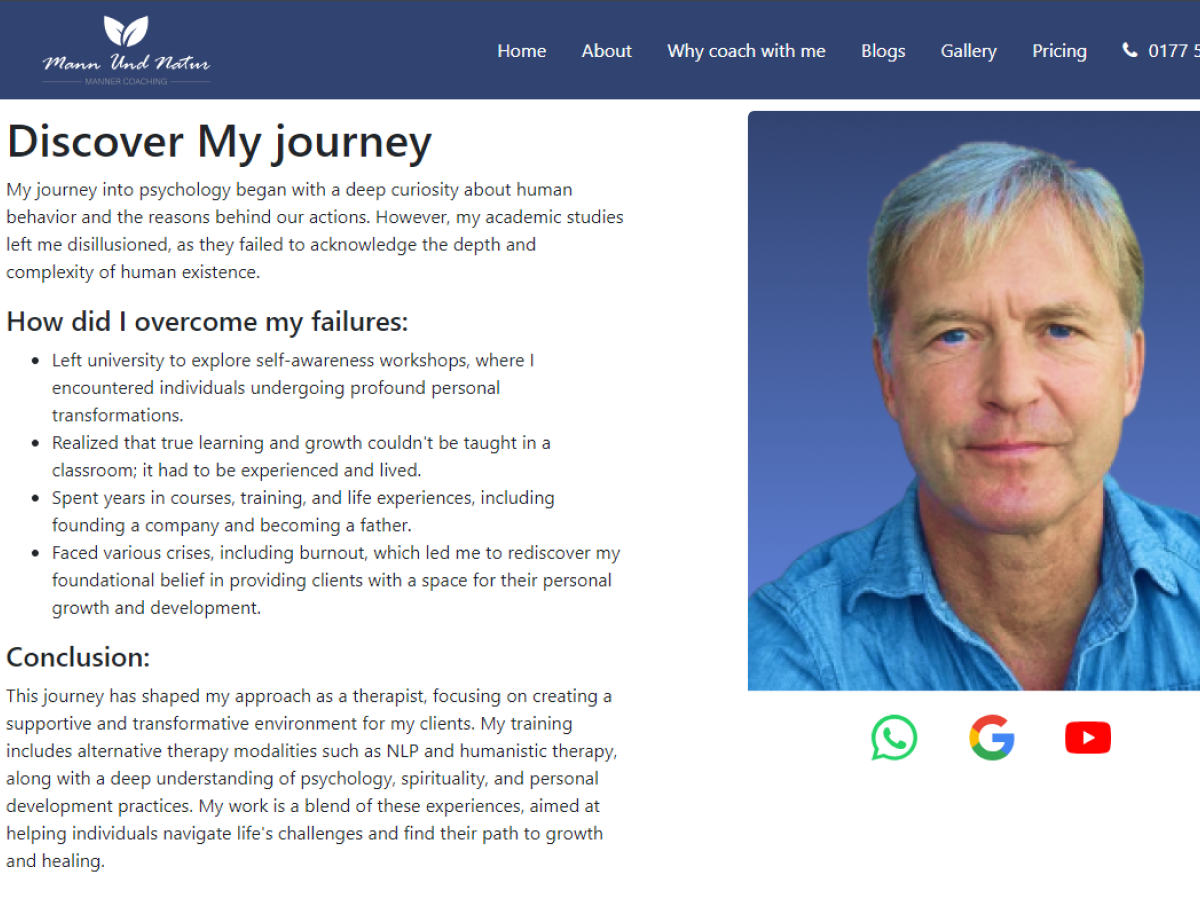 Mann Und Natur
MANNER COACHING
Home
About
Why coach with me
Blogs
Gallery
Pricing
0177 5
Discover My journey
My journey into psychology began with a deep curiosity about human
behavior and the reasons behind our actions. However, my academic studies
left me disillusioned, as they failed to acknowledge the depth and
complexity of human existence.
How did I overcome my failures:
Left university to explore self-awareness workshops, where I
encountered individuals undergoing profound personal
transformations.
Realized that true learning and growth couldn't be taught in a
classroom; it had to be experienced and lived.
Spent years in courses, training, and life experiences, including
founding a company and becoming a father.
Faced various crises, including burnout, which led me to rediscover my
foundational belief in providing clients with a space for their personal
growth and development.
Conclusion:
This journey has shaped my approach as a therapist, focusing on creating a
supportive and transformative environment for my clients. My training
includes alternative therapy modalities such as NLP and humanistic therapy,
along with a deep understanding of psychology, spirituality, and personal
development practices. My work is a blend of these experiences, aimed at
helping individuals navigate life's challenges and find their path to growth
and healing.